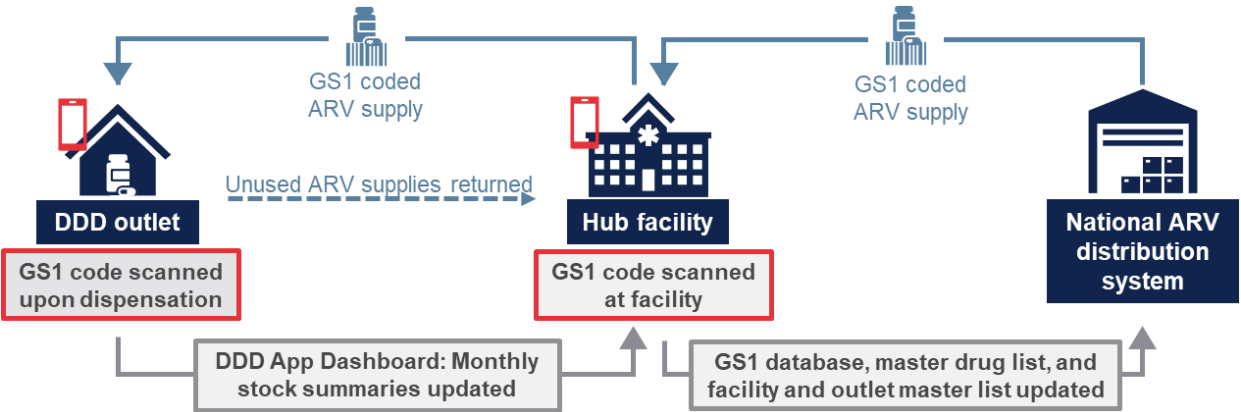 GS1 coded
ARV supply
GS1 coded
ARV supply
Unused ARV supplies returned
DDD outlet
Hub facility
National ARV
distribution
system
GS1 code scanned
upon dispensation
GS1 code scanned
at facility
DDD App Dashboard: Monthly
stock summaries updated
GS1 database, master drug list, and
facility and outlet master list updated